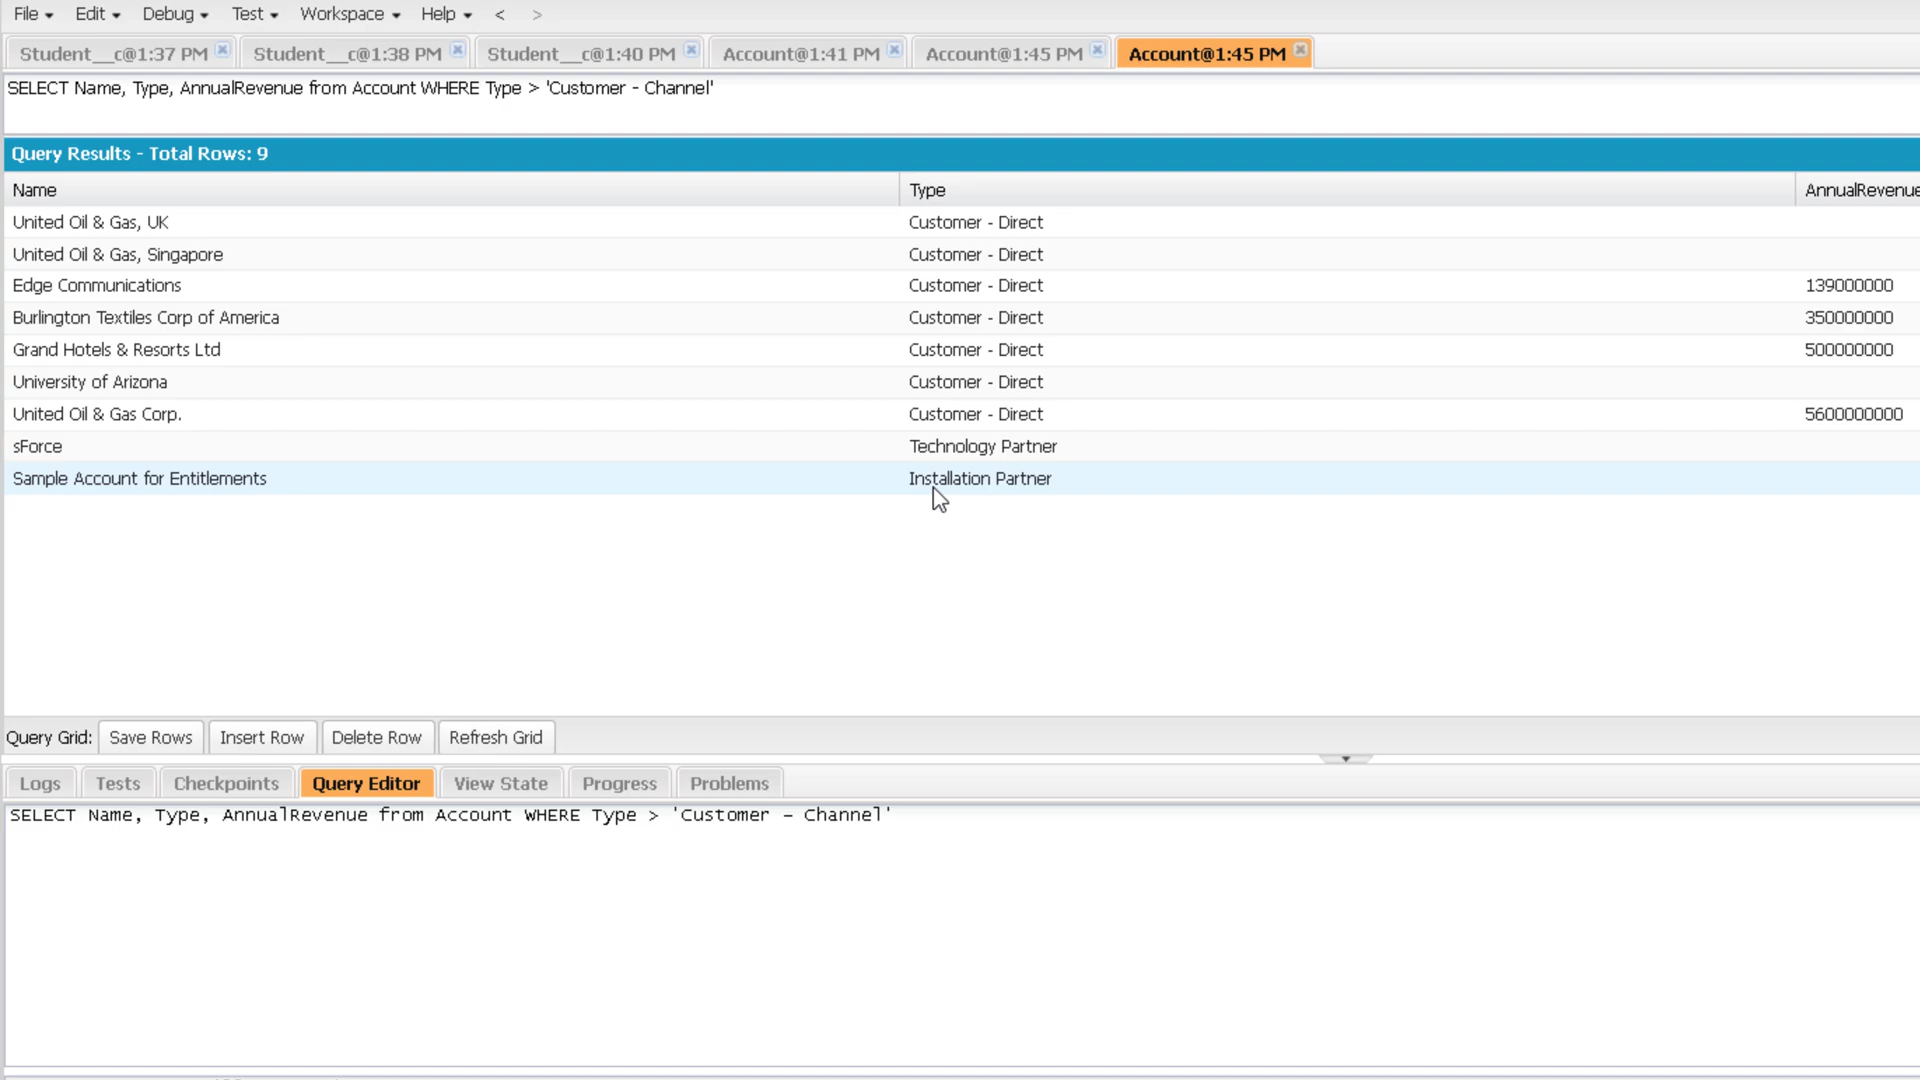 File Edit Debug Test Workspace Help < >
Student__c@1:37 PM Student__c@1:38 PM Student__c@1:40 PM Account@1:41 PM Account@1:45 PM Account@1:45 PM
SELECT Name, Type, AnnualRevenue from Account WHERE Type > 'Customer - Channel'
Query Results - Total Rows: 9
Name Type AnnualRevenue
United Oil & Gas, UK Customer - Direct
United Oil & Gas, Singapore Customer - Direct
Edge Communications Customer - Direct 139000000
Burlington Textiles Corp of America Customer - Direct 350000000
Grand Hotels & Resorts Ltd Customer - Direct 500000000
University of Arizona Customer - Direct
United Oil & Gas Corp. Customer - Direct 5600000000
sForce Technology Partner
Sample Account for Entitlements Installation Partner
Query Grid: Save Rows Insert Row Delete Row Refresh Grid
Logs Tests Checkpoints Query Editor View State Progress Problems
SELECT Name, Type, AnnualRevenue from Account WHERE Type > 'Customer - Channel'